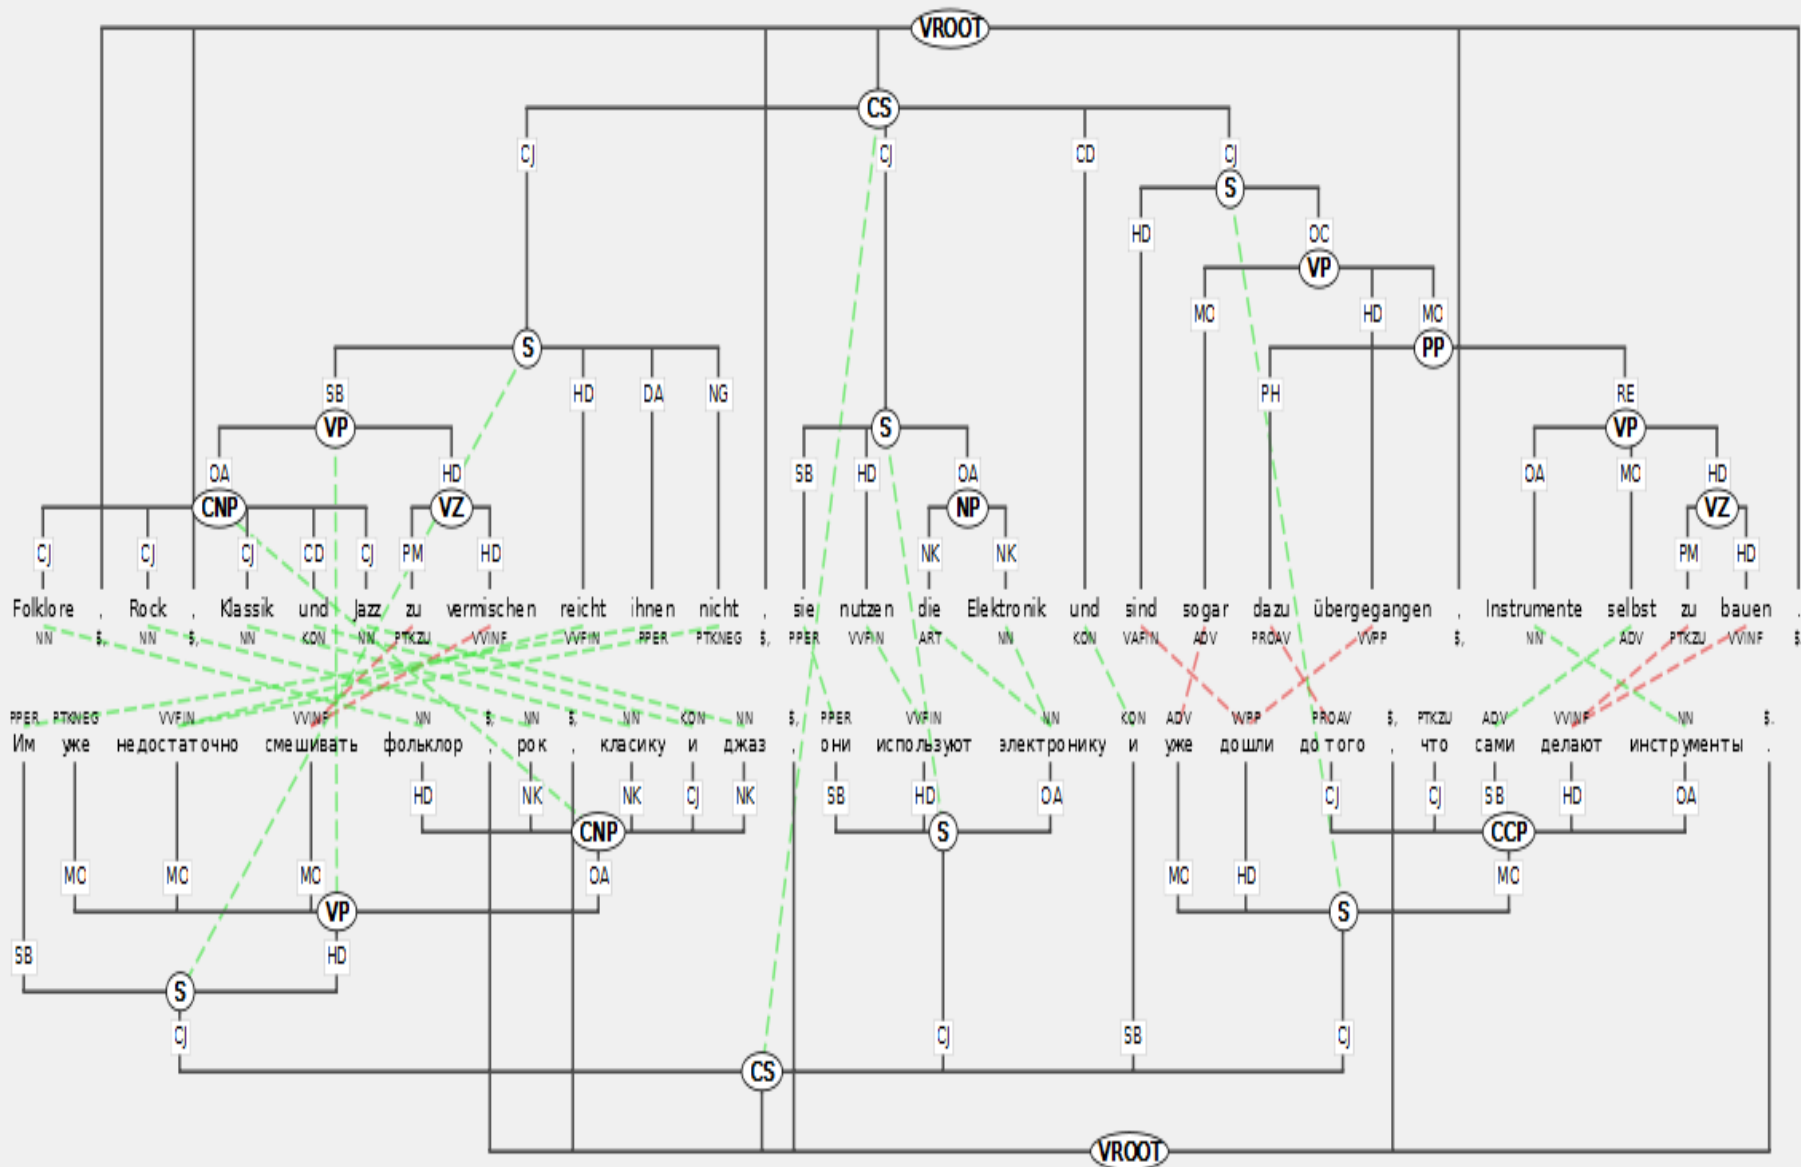 VROOT
CS
CJ CJ CD CJ
S
HD OC
VP
MO HD MO
S PP
SB HD DA NG PH RE
VP S VP
OA HD SB HD OA OA MO HD
CNP VZ NP VZ
CJ CJ CJ CD CJ PM HD NK NK PM HD
Folklore , Rock , Klassik und Jazz zu vermischen reicht ihnen nicht , sie nutzen die Elektronik und sind sogar dazu übergegangen , Instrumente selbst zu bauen .
NN $, NN $, NN KON NN PTKZU VVINF VVFIN PPER PTKNEG $, PPER VVFIN ART NN KON VAFIN ADV PROAV VVPP $, NN ADV PTKZU VVINF $.
PPER PTKNEG VVFIN VVINF NN $, NN $, NN KON NN $, PPER VVFIN NN KON ADV VVPP PROAV $, PTKZU ADV VVINF NN $.
Им уже недостаточно смешивать фольклор , рок , класику и джаз , они используют электронику и уже дошли до того , что сами делают инструменты .
HD NK NK CJ NK SB HD OA CJ CJ SB HD OA
CNP S CCP
MO MO MO OA MO HD MO
VP S
SB HD
S
CJ CJ SB CJ
CS
VROOT